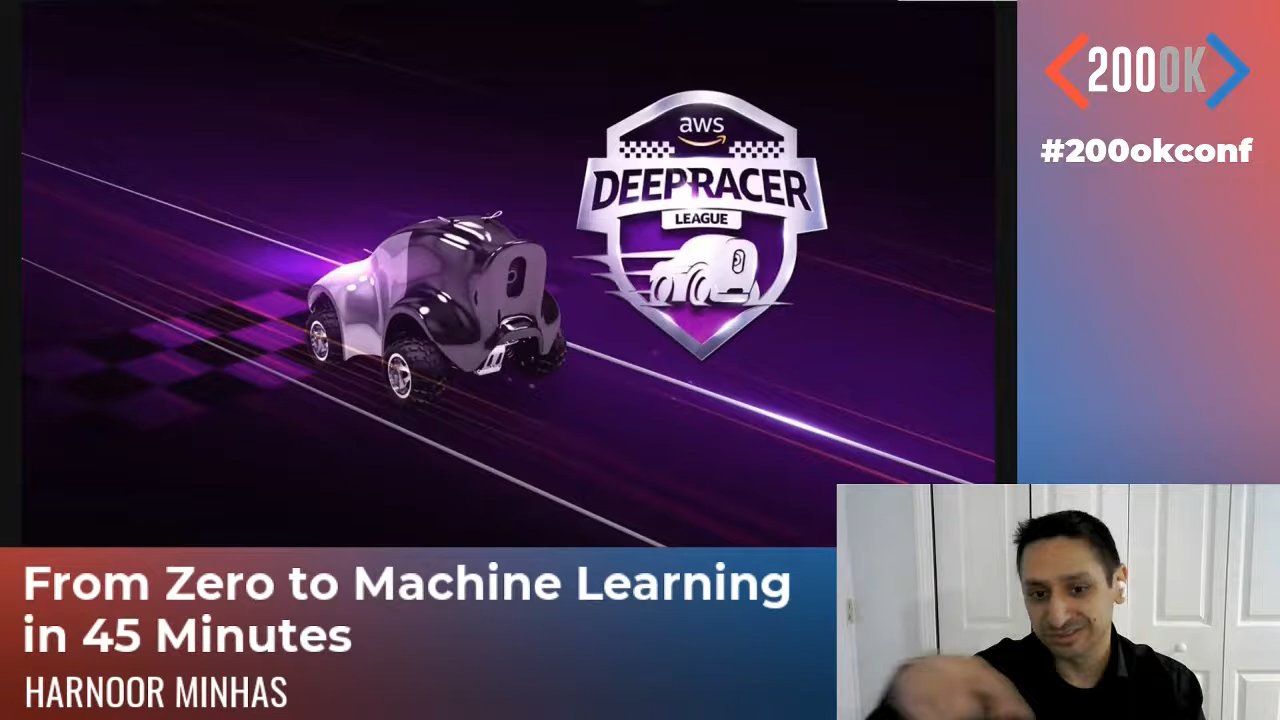 aws
DEEPRACER
LEAGUE
200OK
#200okconf
From Zero to Machine Learning
in 45 Minutes
HARNOOR MINHAS